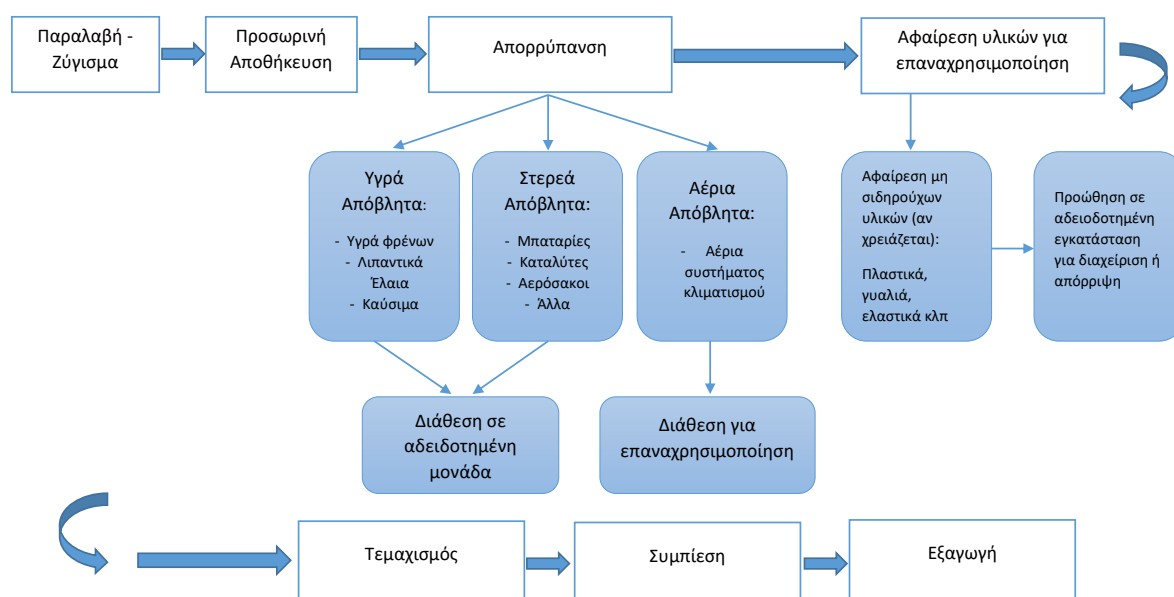 Παραλαβή -
Ζύγισμα
Προσωρινή
Αποθήκευση
Απορρύπανση
Αφαίρεση υλικών για
επαναχρησιμοποίηση
Υγρά
Απόβλητα:
- Υγρά φρένων
- Λιπαντικά
Έλαια
- Καύσιμα
Στερεά
Απόβλητα:
- Μπαταρίες
- Καταλύτες
- Αερόσακοι
- Άλλα
Αέρια
Απόβλητα:
- Αέρια
συστήματος
κλιματισμού
Αφαίρεση μη
σιδηρούχων
υλικών (αν
χρειάζεται):
Πλαστικά,
γυαλιά,
ελαστικά κλπ
Προώθηση σε
αδειοδοτημένη
εγκατάσταση
για διαχείριση ή
απόρριψη
Διάθεση σε
αδειδοτημένη
μονάδα
Διάθεση για
επαναχρησιμοποίηση
Τεμαχισμός
Συμπίεση
Εξαγωγή